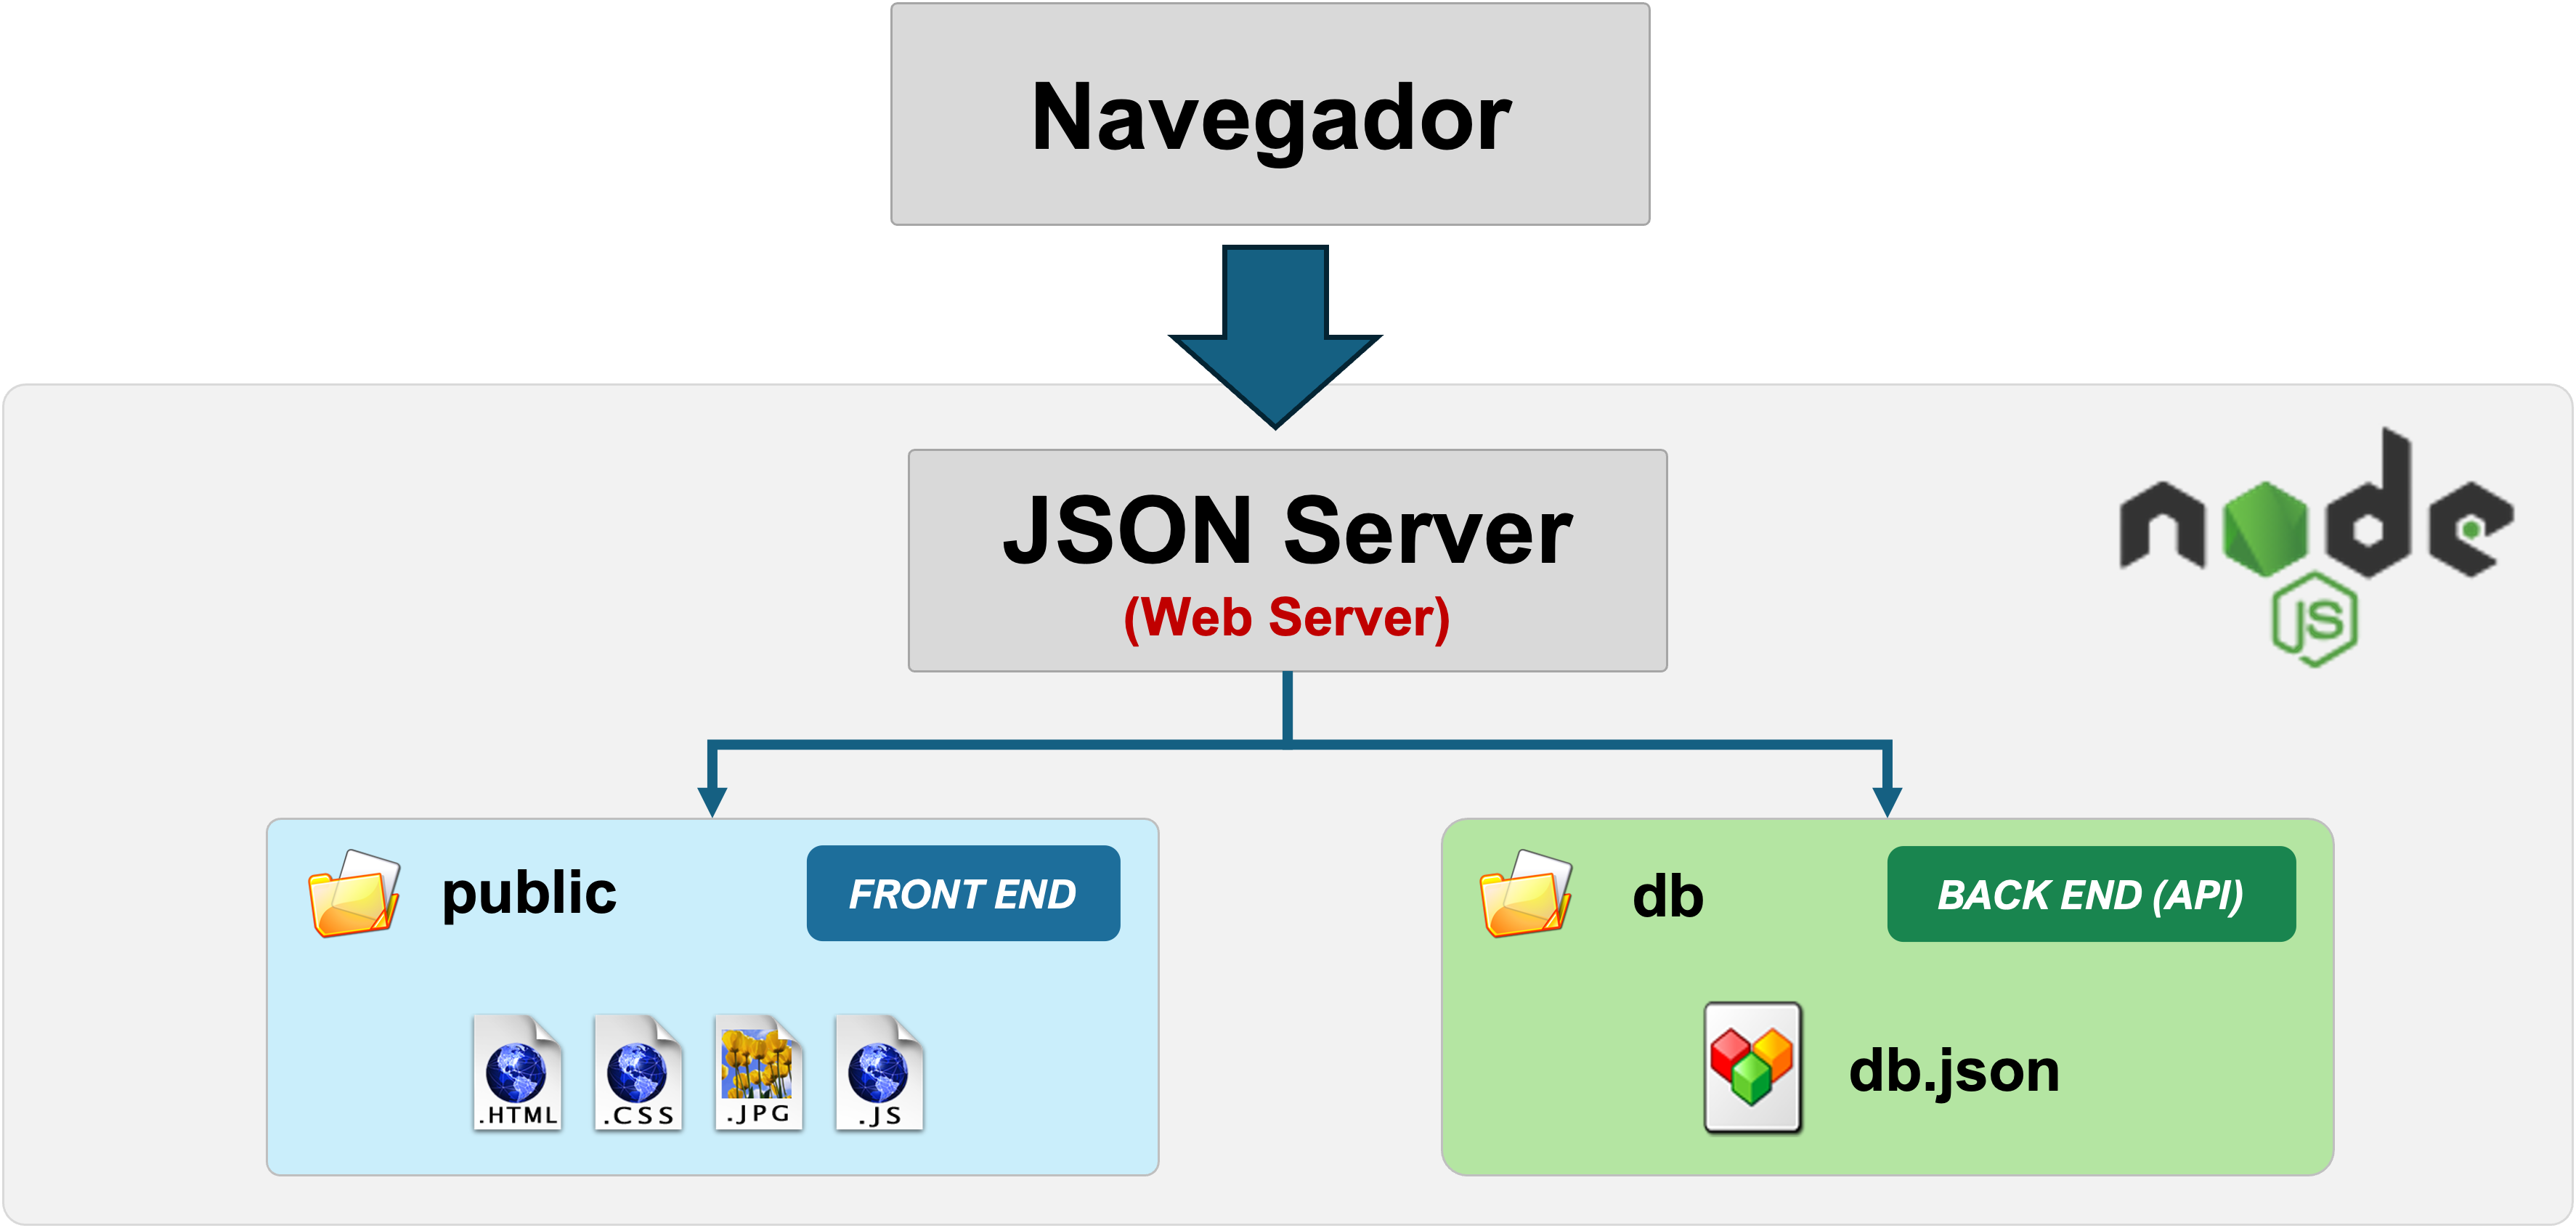 Navegador
JSON Server
(Web Server)
node
JS
public
FRONT END
db
BACK END (API)
.HTML
.CSS
.JPG
.JS
db.json